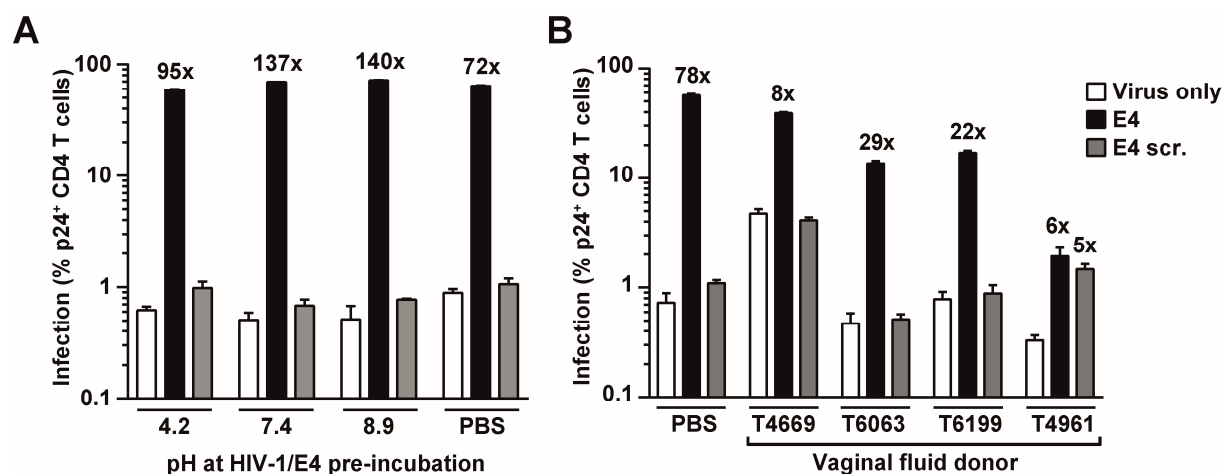 A
Infection (% p24⁺ CD4 T cells)
100
10
1
0.1
95x
137x
140x
72x
4.2
7.4
8.9
PBS
pH at HIV-1/E4 pre-incubation
B
Infection (% p24⁺ CD4 T cells)
100
10
1
0.1
78x
8x
29x
22x
6x
5x
PBS
T4669
T6063
T6199
T4961
Vaginal fluid donor
Virus only
E4
E4 scr.